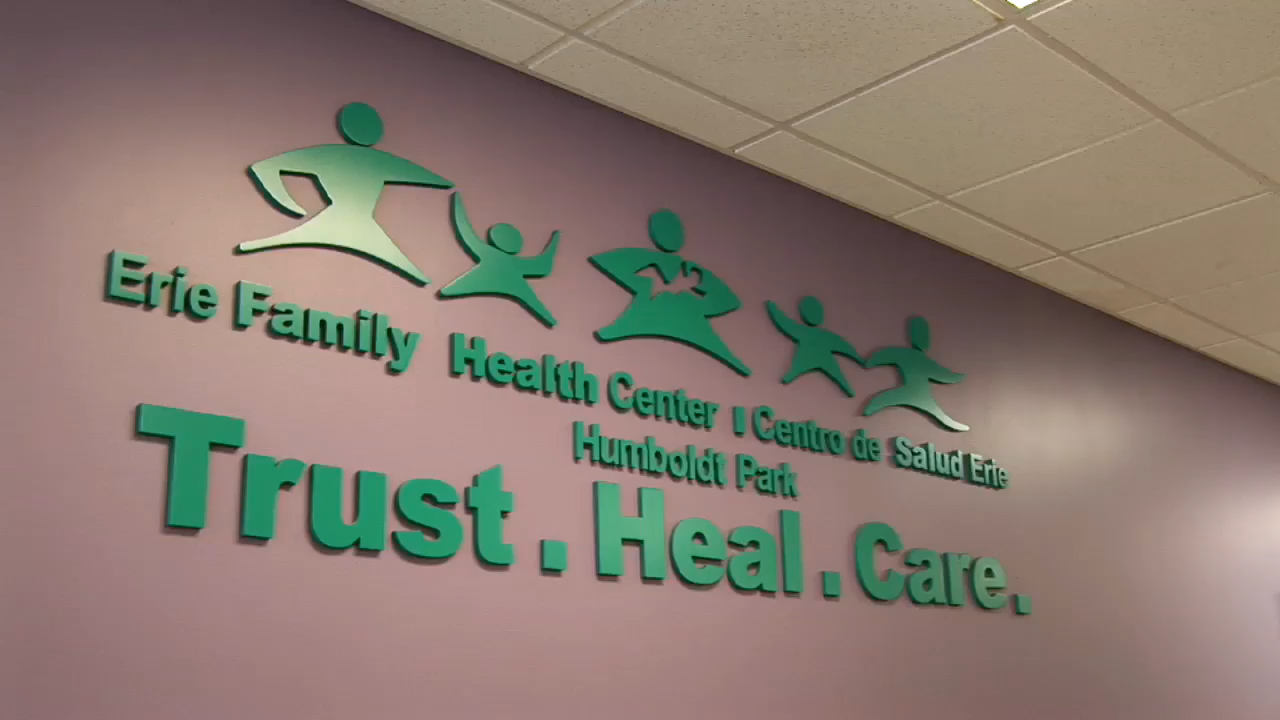 Erie Family Health Center ı Centro de Salud Erie
Humboldt Park
Trust. Heal. Care.